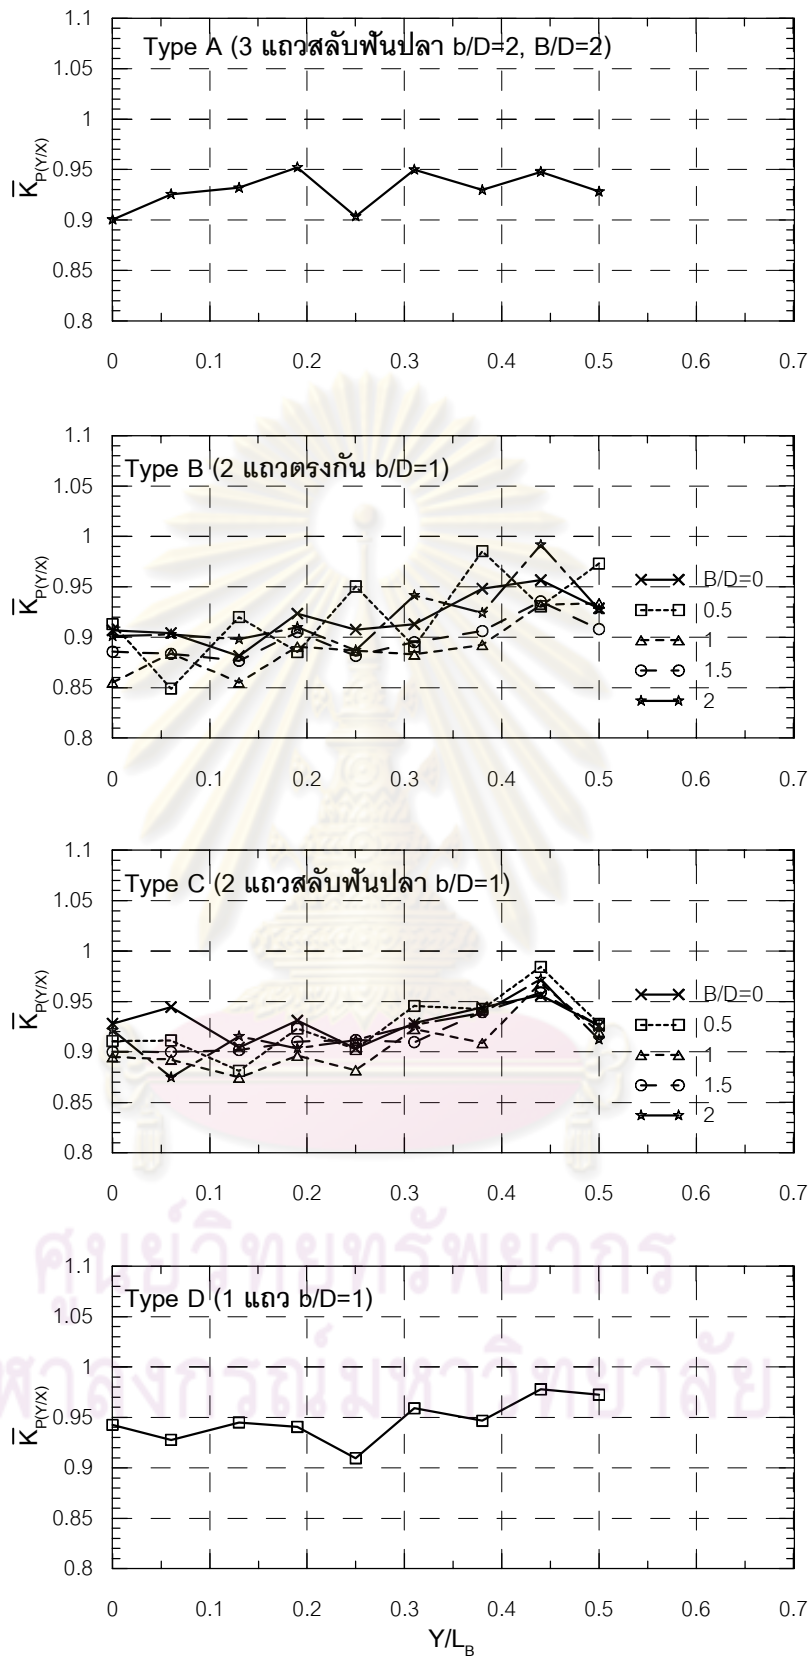 1.1
Type A (3 แถวสลับฟันปลา b/D=2, B/D=2)
1.05
1
0.95
K̅P(Y/X)
0.9
0.85
0.8
0 0.1 0.2 0.3 0.4 0.5 0.6 0.7
1.1
Type B (2 แถวตรงกัน b/D=1)
1.05
1
0.95
K̅P(Y/X)
0.9
0.85
0.8
B/D=0
0.5
1
1.5
2
0 0.1 0.2 0.3 0.4 0.5 0.6 0.7
1.1
Type C (2 แถวสลับฟันปลา b/D=1)
1.05
1
0.95
K̅P(Y/X)
0.9
0.85
0.8
B/D=0
0.5
1
1.5
2
0 0.1 0.2 0.3 0.4 0.5 0.6 0.7
ศูนย์วิทยทรัพยากร
1.1
Type D (1 แถว b/D=1)
1.05
1
จุฬาลงกรณ์มหาวิทยาลัย
0.95
K̅P(Y/X)
0.9
0.85
0.8
0 0.1 0.2 0.3 0.4 0.5 0.6 0.7
Y/LB